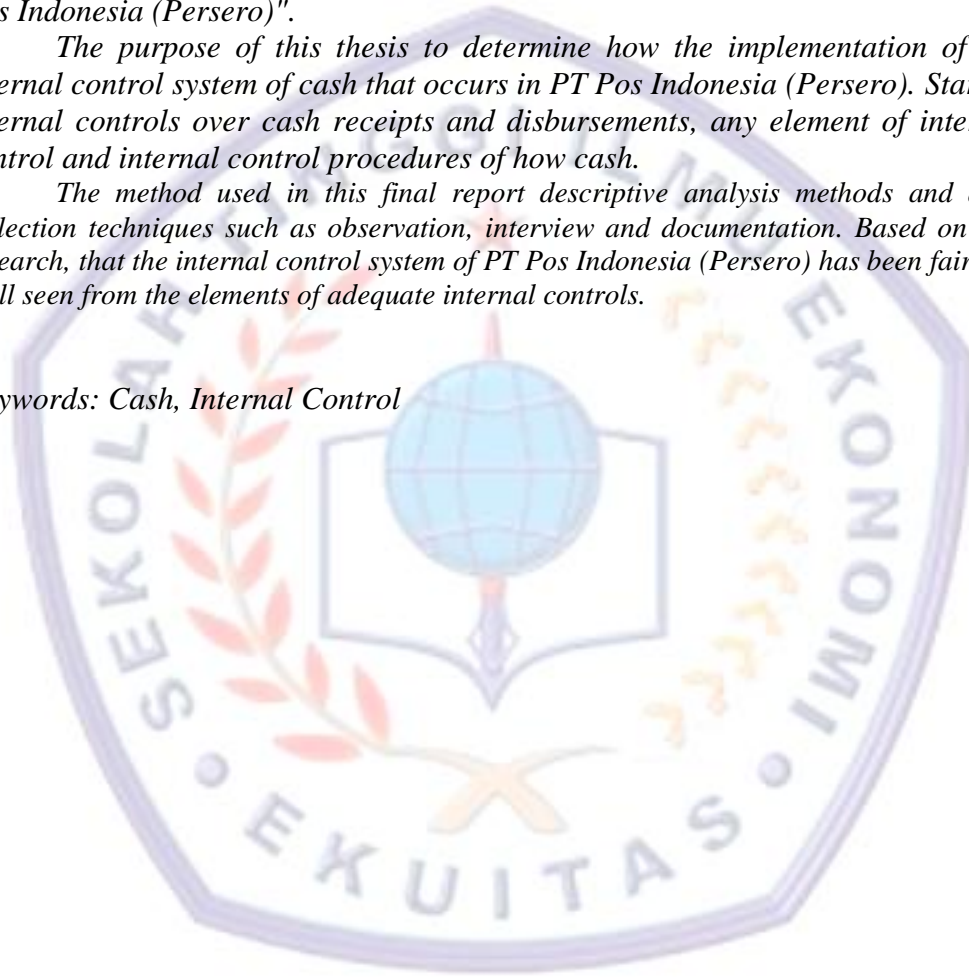 s Indonesia (Persero)".
The purpose of this thesis to determine how the implementation of
ernal control system of cash that occurs in PT Pos Indonesia (Persero). Star
ernal controls over cash receipts and disbursements, any element of inte
ntrol and internal control procedures of how cash.
The method used in this final report descriptive analysis methods and
lection techniques such as observation, interview and documentation. Based on
earch, that the internal control system of PT Pos Indonesia (Persero) has been fair
ll seen from the elements of adequate internal controls.
ywords: Cash, Internal Control
SEKOLAH TINGGI ILMU EKONOMI
EKUITAS